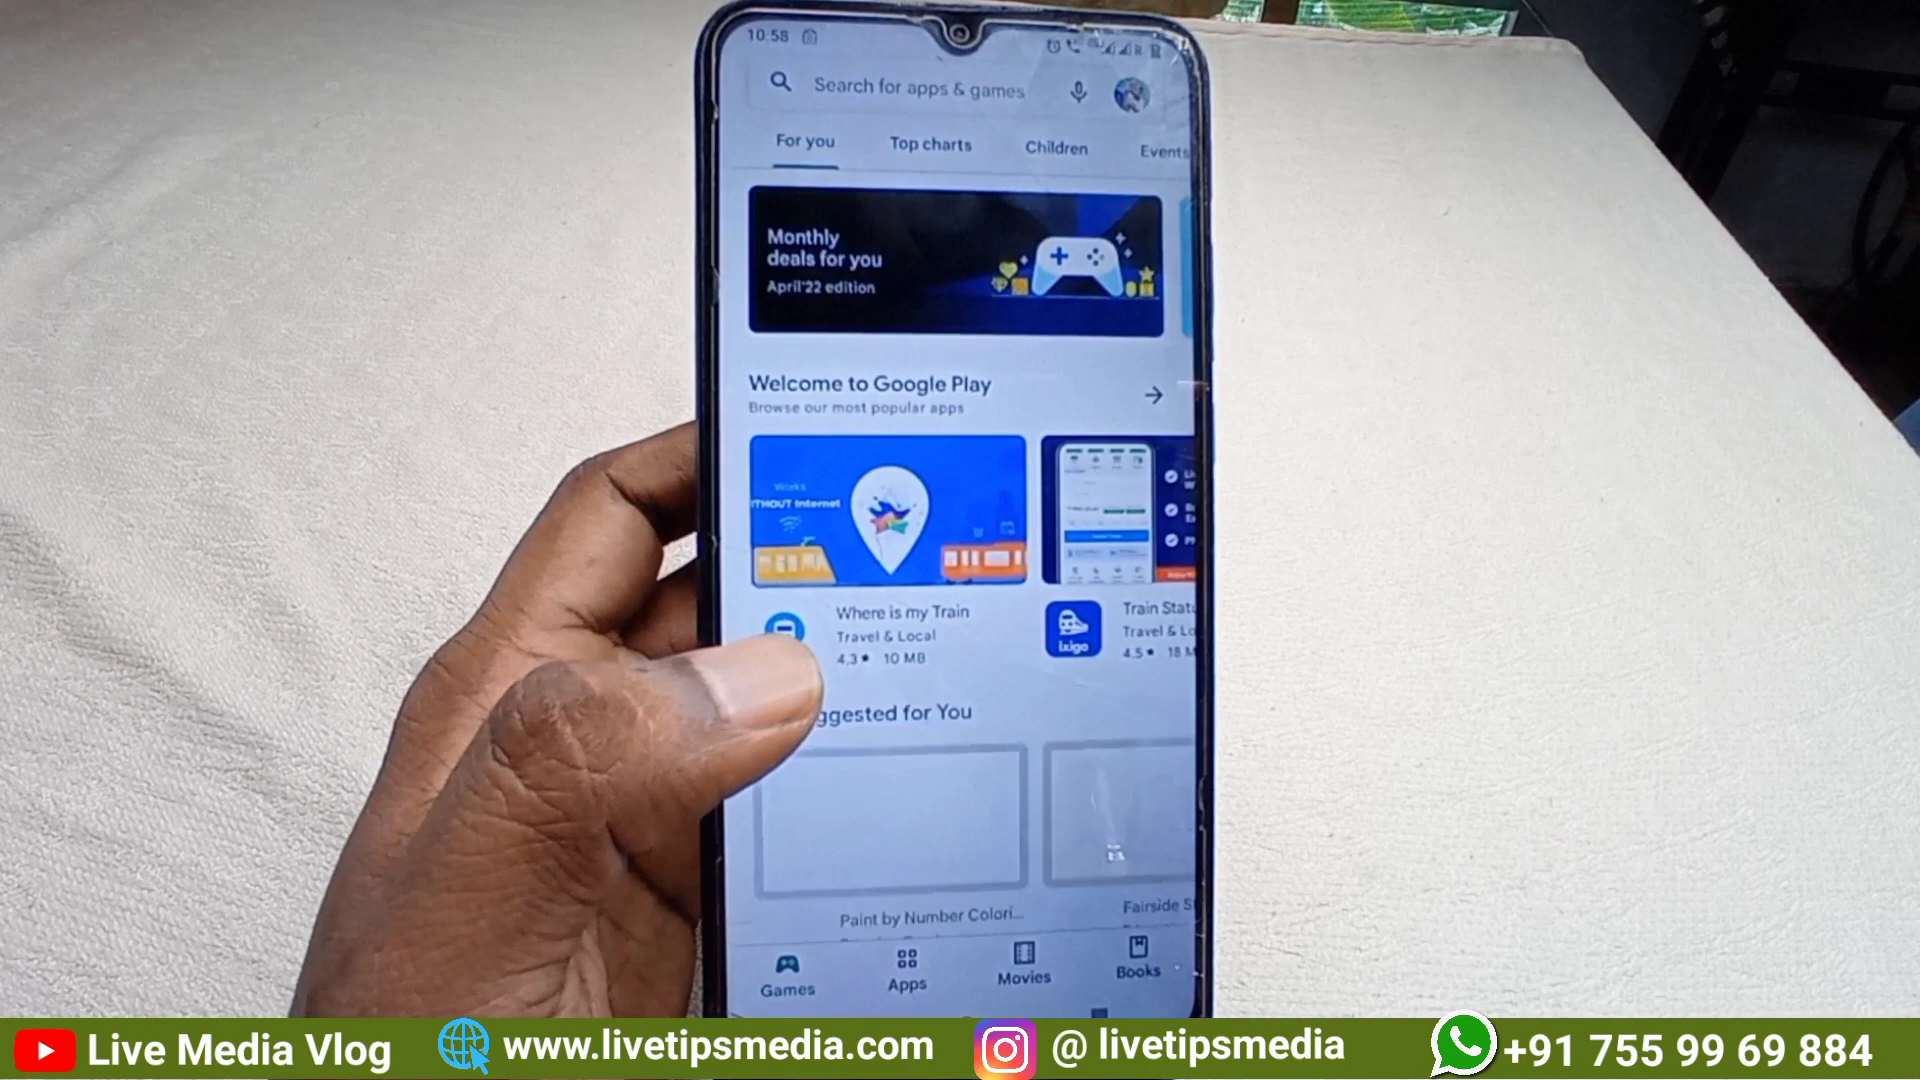 10.58
Search for apps & games
For you Top charts Children Events
Monthly
deals for you
April'22 edition
Welcome to Google Play
Browse our most popular apps
Works
ITHOUT Internet
Where is my Train
Travel & Local
4.3★ 10 MB
ixigo
Train Statu
Travel & Lo
4.5★ 18 M
ggested for You
Paint by Number Colori...
Fairside S
Games Apps Movies Books
Live Media Vlog www.livetipsmedia.com @ livetipsmedia +91 755 99 69 884